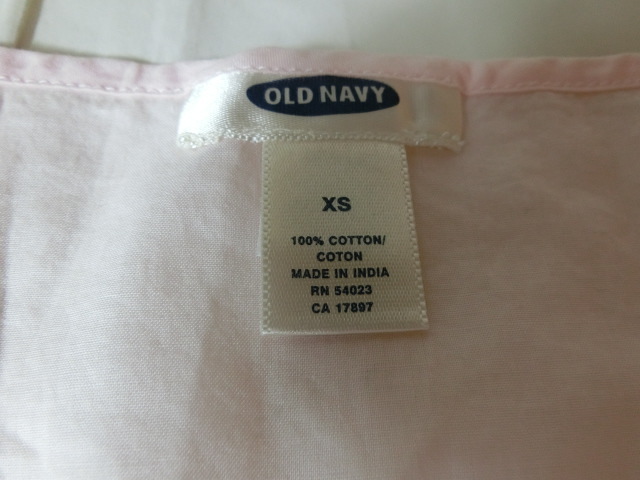 OLD NAVY
XS
100% COTTON/
COTON
MADE IN INDIA
RN 54023
CA 17897